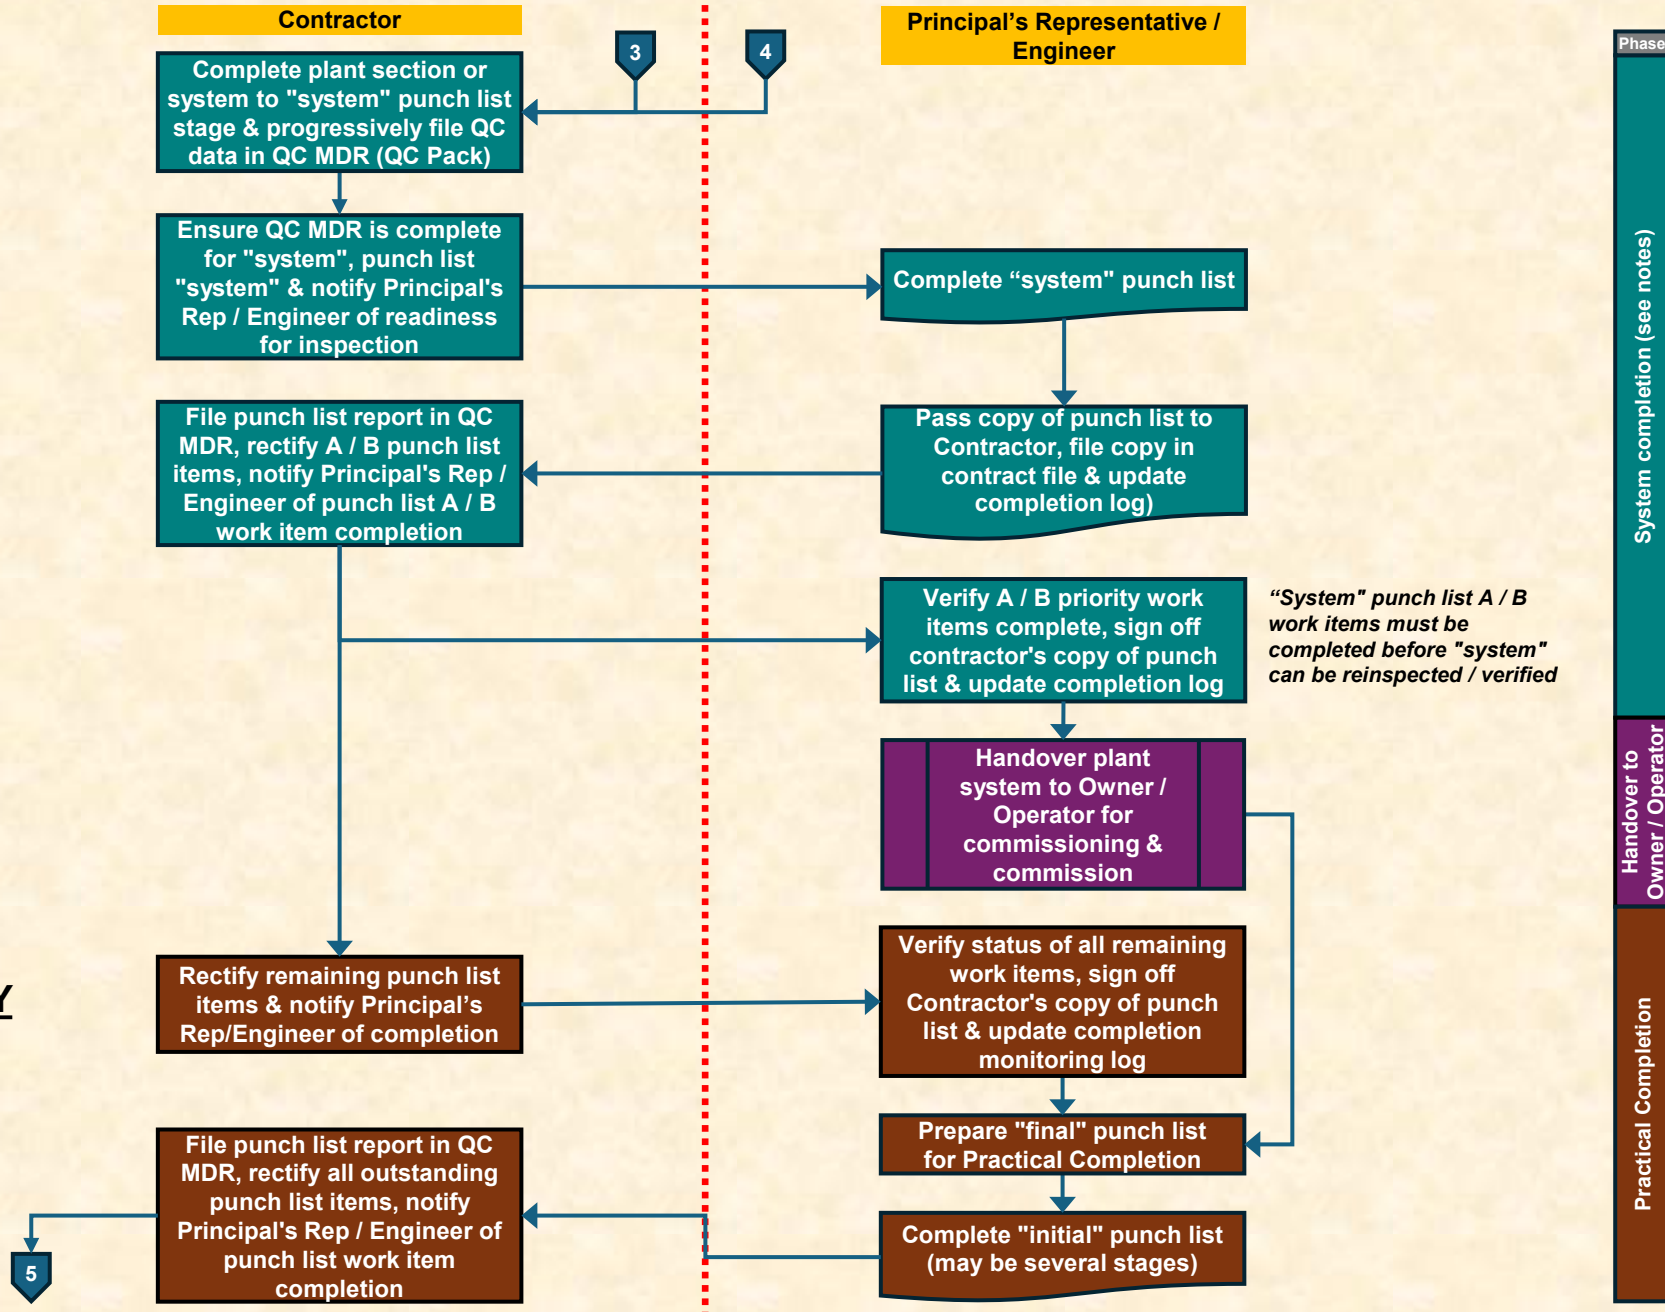 Contractor
3
4
Principal’s Representative /
Engineer
Phase
Complete plant section or
system to "system" punch list
stage & progressively file QC
data in QC MDR (QC Pack)
Ensure QC MDR is complete
for "system", punch list
"system" & notify Principal's
Rep / Engineer of readiness
for inspection
Complete “system" punch list
File punch list report in QC
MDR, rectify A / B punch list
items, notify Principal's Rep /
Engineer of punch list A / B
work item completion
Pass copy of punch list to
Contractor, file copy in
contract file & update
completion log)
System completion (see notes)
Verify A / B priority work
items complete, sign off
contractor's copy of punch
list & update completion log
“System" punch list A / B
work items must be
completed before "system"
can be reinspected / verified
Handover plant
system to Owner /
Operator for
commissioning &
commission
Handover to
Owner / Operator
Y
Rectify remaining punch list
items & notify Principal’s
Rep/Engineer of completion
Verify status of all remaining
work items, sign off
Contractor's copy of punch
list & update completion
monitoring log
Prepare "final" punch list
for Practical Completion
Practical Completion
File punch list report in QC
MDR, rectify all outstanding
punch list items, notify
Principal's Rep / Engineer of
punch list work item
completion
Complete "initial" punch list
(may be several stages)
5